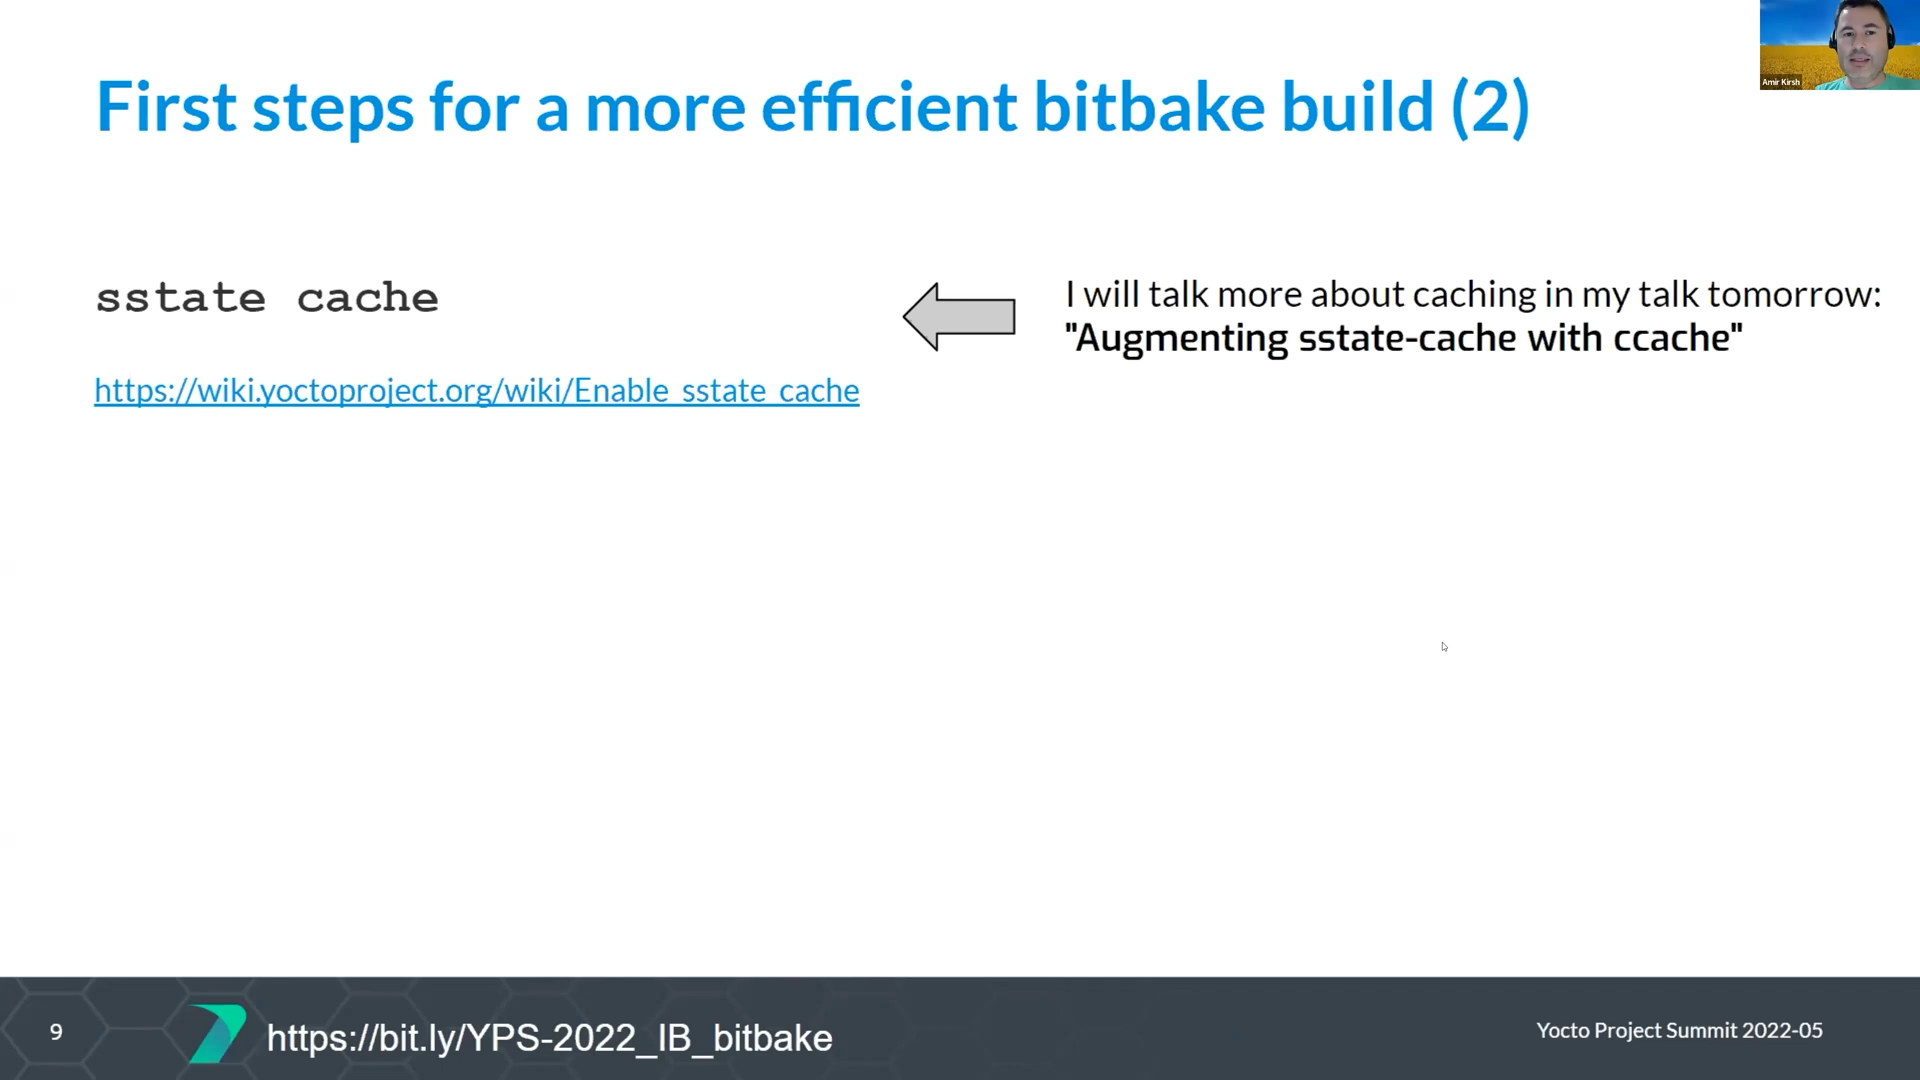 First steps for a more efficient bitbake build (2)
Amir Kirsh
sstate cache
I will talk more about caching in my talk tomorrow:
"Augmenting sstate-cache with ccache"
https://wiki.yoctoproject.org/wiki/Enable_sstate_cache
9
https://bit.ly/YPS-2022_IB_bitbake
Yocto Project Summit 2022-05